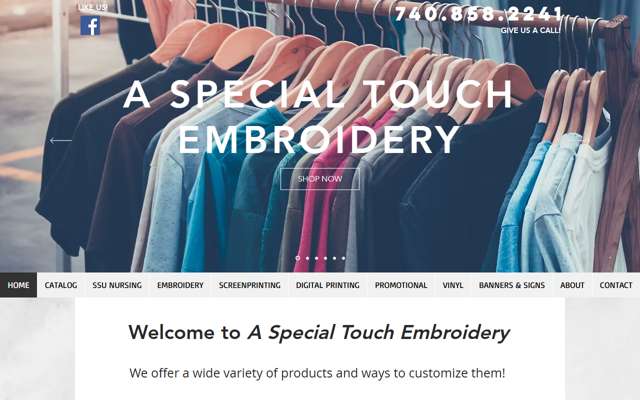 LIKE US!
740.858.2241
GIVE US A CALL!
A SPECIAL TOUCH
EMBROIDERY
SHOP NOW
HOME CATALOG SSU NURSING EMBROIDERY SCREENPRINTING DIGITAL PRINTING PROMOTIONAL VINYL BANNERS & SIGNS ABOUT CONTACT
Welcome to A Special Touch Embroidery
We offer a wide variety of products and ways to customize them!